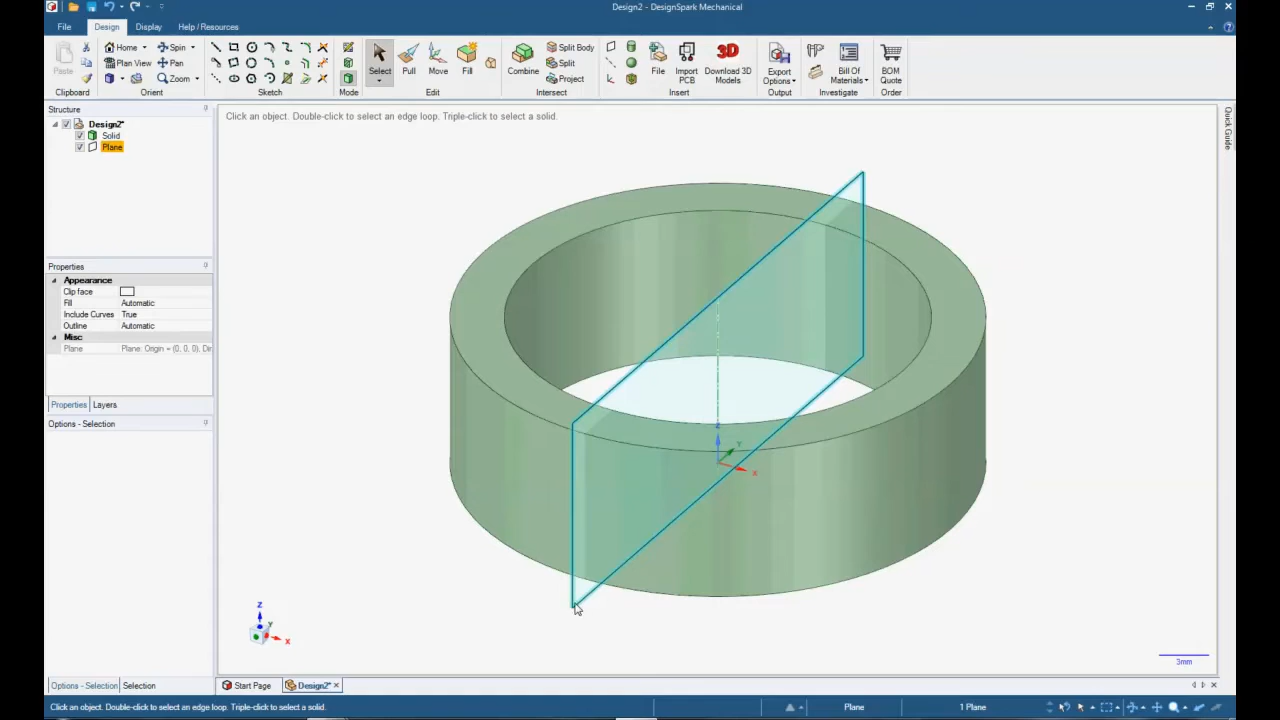 Design2 - DesignSpark Mechanical
File Design Display Help / Resources
Paste
Home Spin
Plan View Pan
Zoom
Clipboard Orient Sketch Mode
Select Pull Move Fill
Edit
Combine Split Body
Split
Project
Intersect
File Import PCB Download 3D Models
3D
Insert
Export Options
Output
Bill Of Materials
Investigate
BOM Quote
Order
Structure
Design2*
Solid
Plane
Click an object. Double-click to select an edge loop. Triple-click to select a solid.
Quick Guide
Properties
Appearance
Clip face
Fill Automatic
Include Curves True
Outline Automatic
Misc
Plane Plane: Origin = (0, 0, 0), Di
Properties Layers
Options - Selection
Z
Y
X
Z
Y
X
3mm
Options - Selection Selection
Start Page Design2*
Click an object. Double-click to select an edge loop. Triple-click to select a solid. Plane 1 Plane